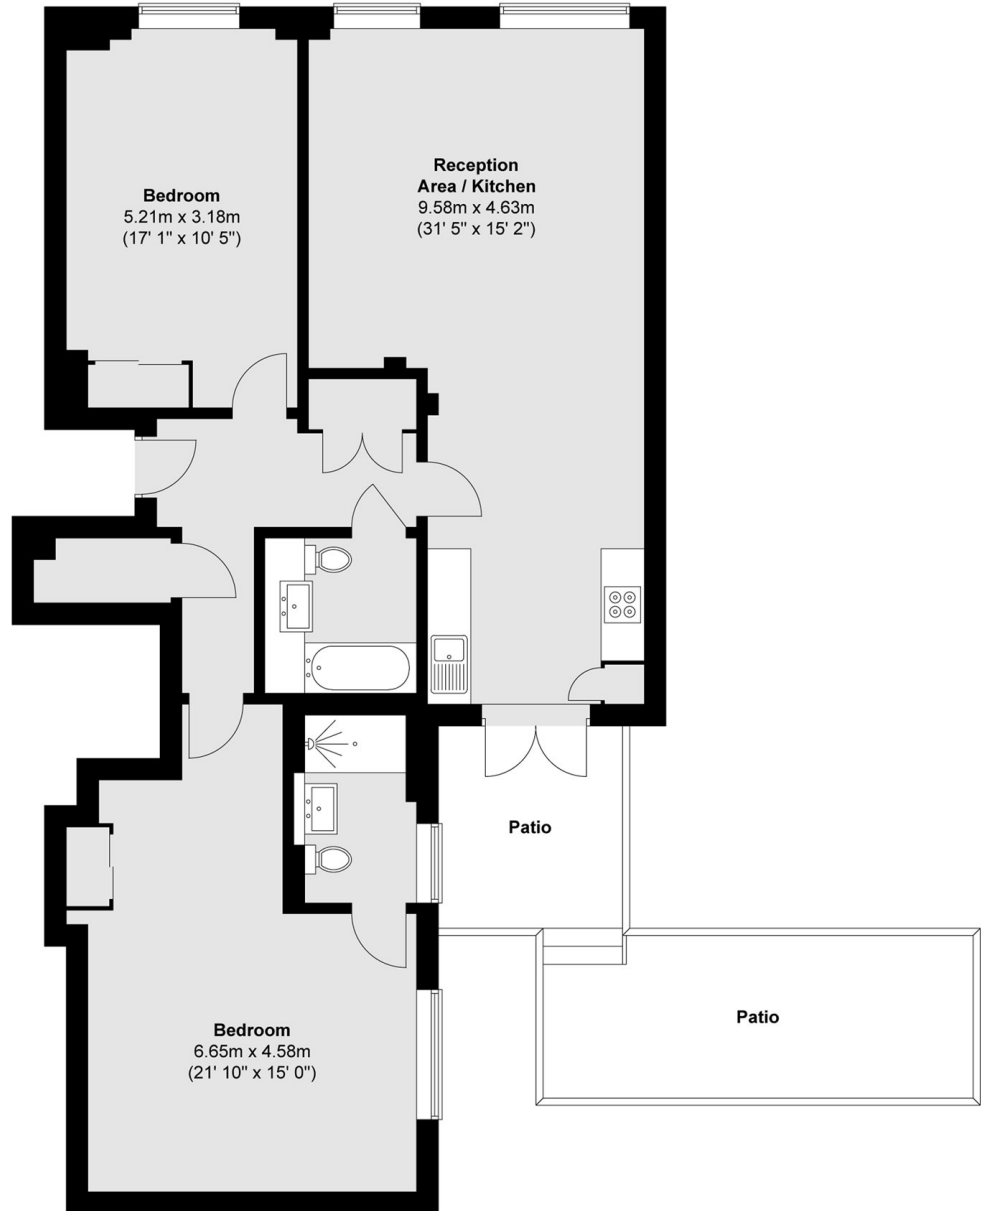 Bedroom
5.21m x 3.18m
(17' 1" x 10' 5")
Reception
Area / Kitchen
9.58m x 4.63m
(31' 5" x 15' 2")
Patio
Patio
Bedroom
6.65m x 4.58m
(21' 10" x 15' 0")